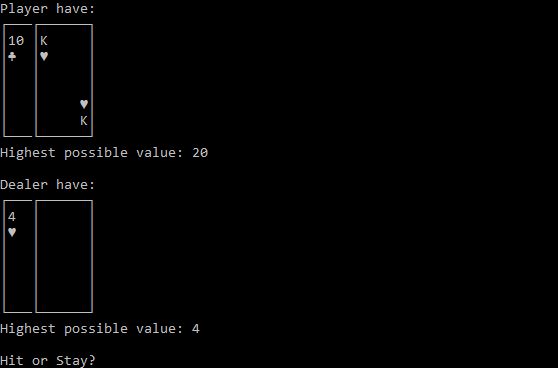 Player have:
10 K
♣ ♥
♥
K
Highest possible value: 20
Dealer have:
4
♥
Highest possible value: 4
Hit or Stay?